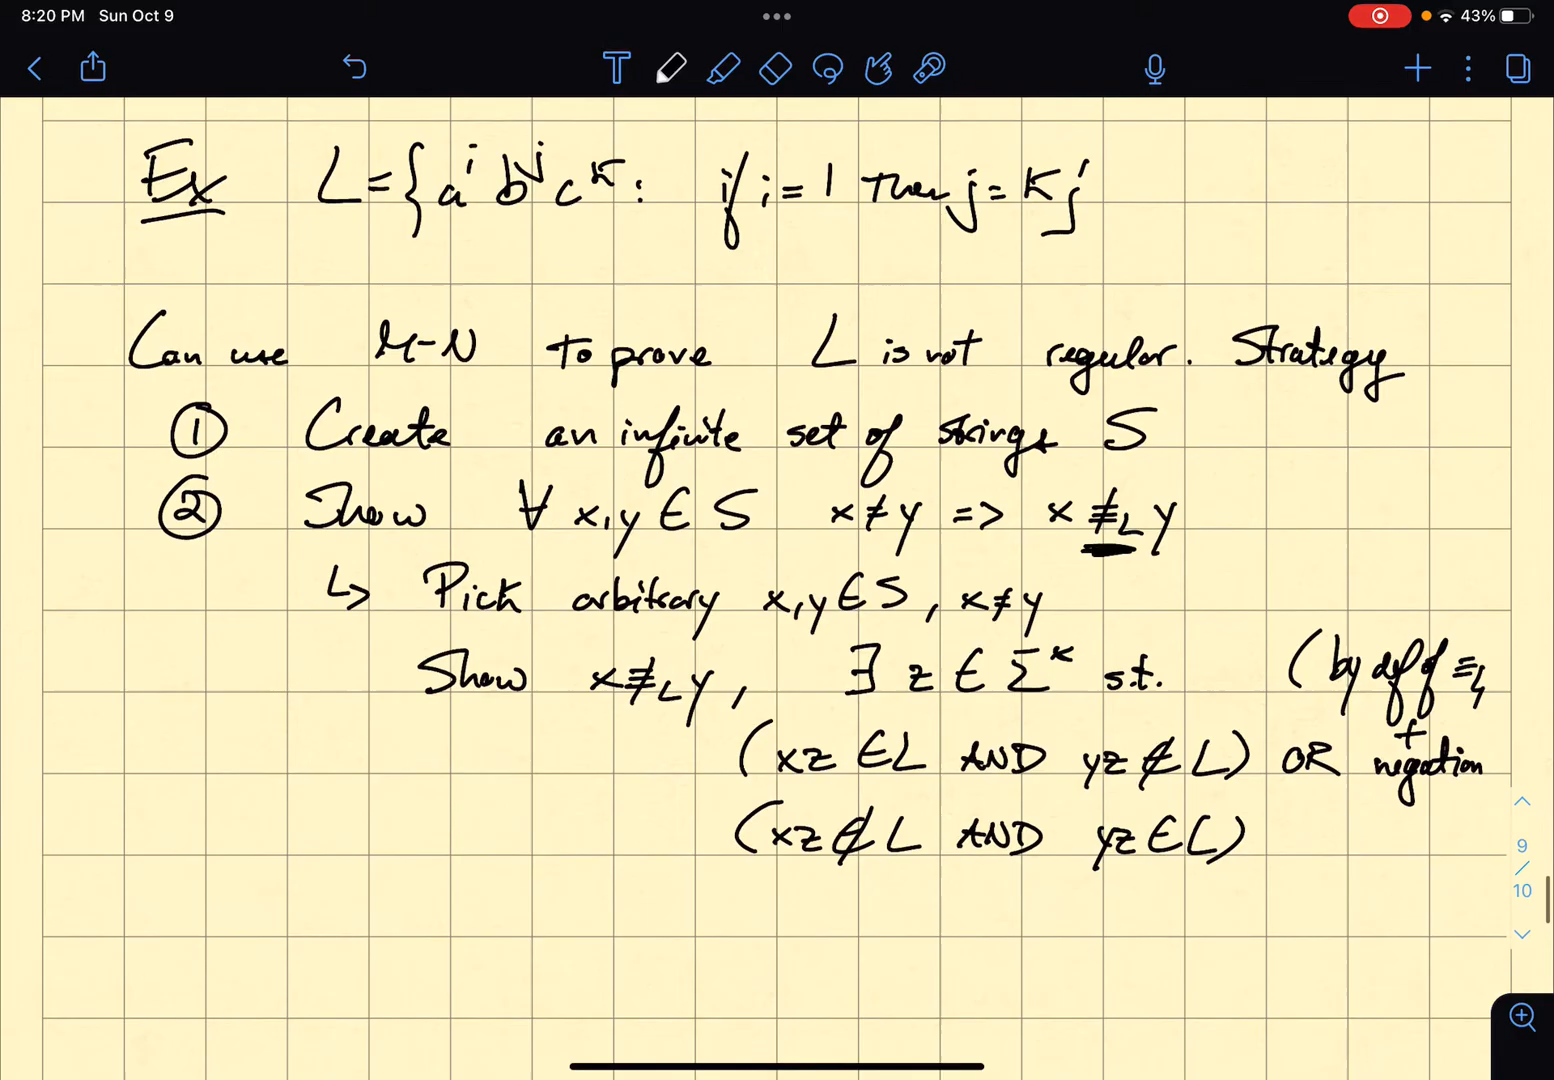 8:20 PM Sun Oct 9
43%
Ex L = { a^i b^j c^k : if i = 1 then j = k }
Can use M-N to prove L is not regular. Strategy
① Create an infinite set of strings S
② Show ∀ x, y ∈ S x ≠ y => x ≢_L y
↳ Pick arbitrary x, y ∈ S, x ≠ y
Show x ≢_L y, ∃ z ∈ Σ* s.t. (by def of ≡_L
(xz ∈ L AND yz ∉ L) OR + negation
(xz ∉ L AND yz ∈ L)
9
/
10